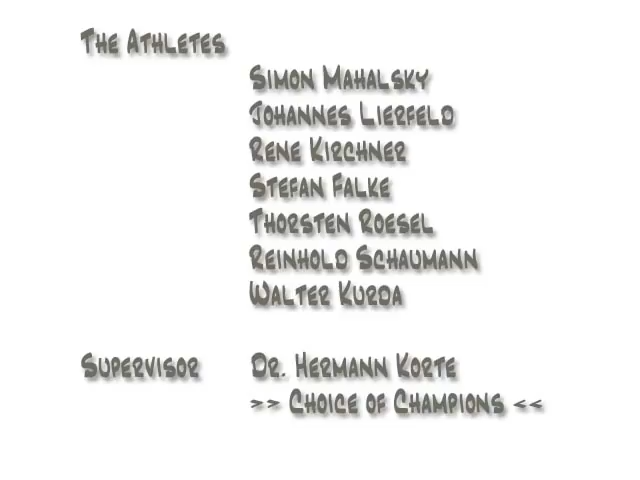 The Athletes
Simon Mahalsky
Johannes Lierfeld
Rene Kirchner
Stefan Falke
Thorsten Roesel
Reinhold Schaumann
Walter Kurda
Supervisor Dr. Hermann Korte
>> Choice of Champions <<